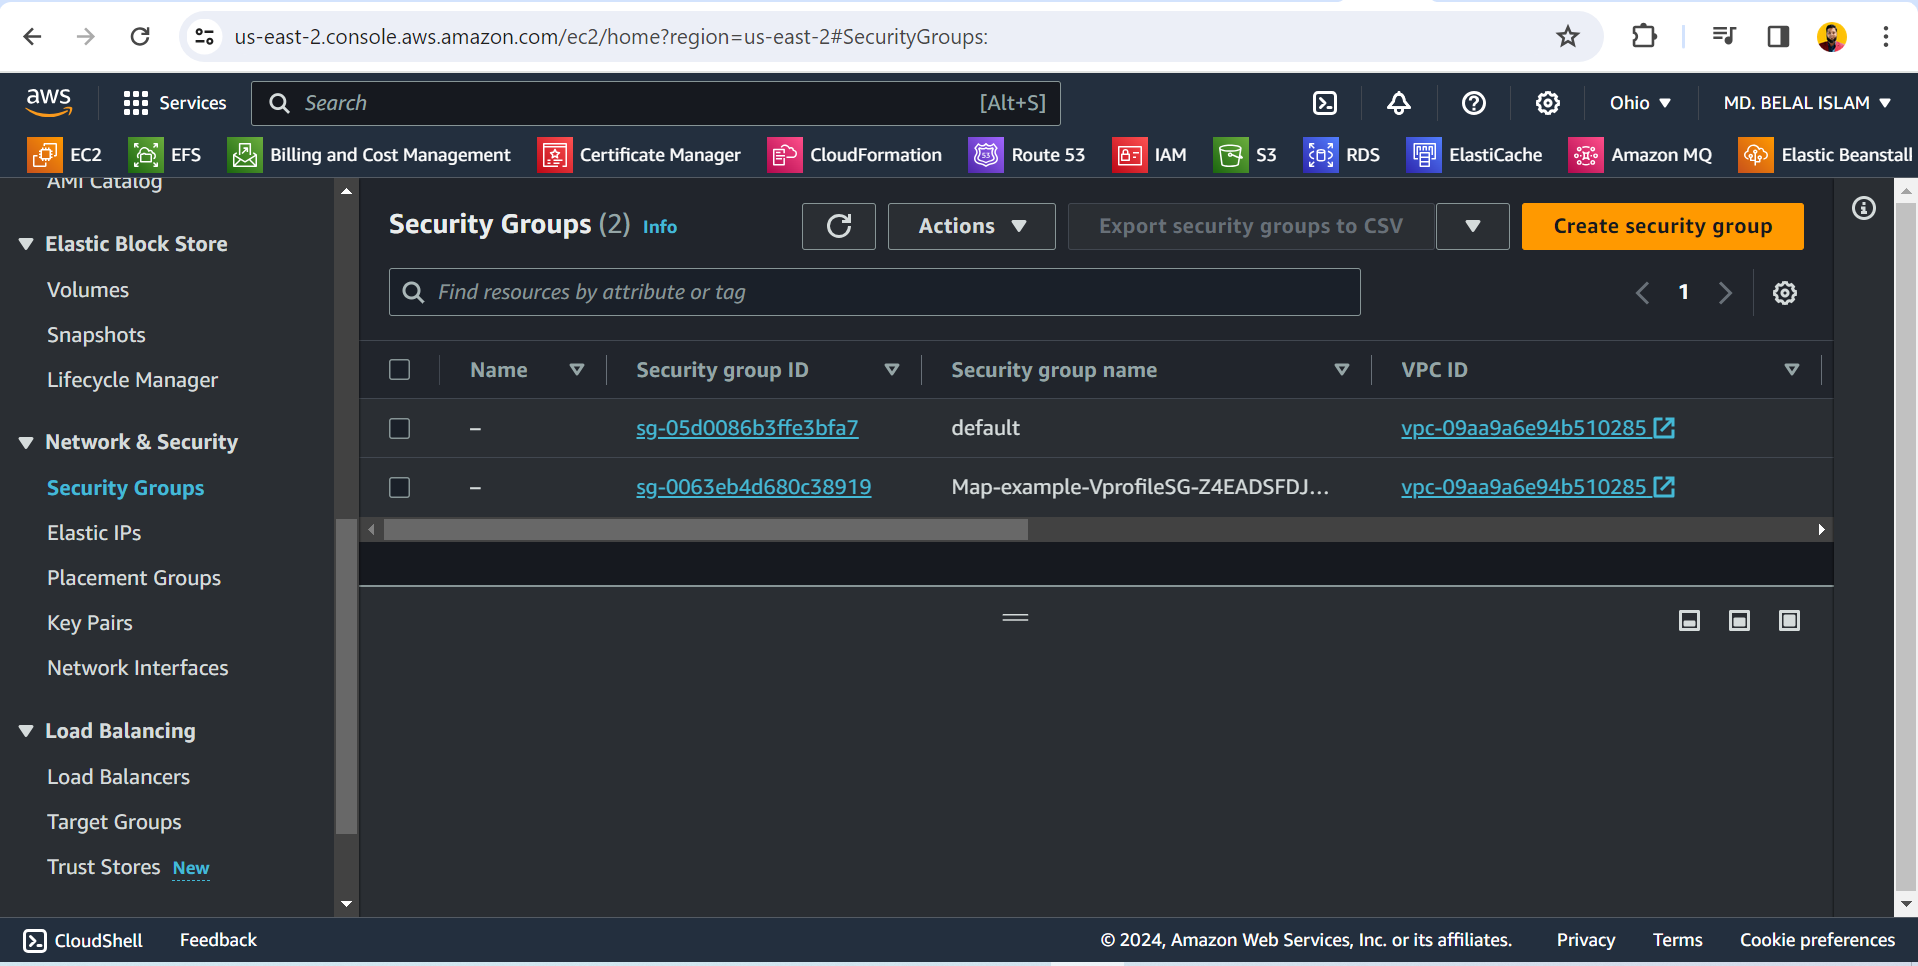 us-east-2.console.aws.amazon.com/ec2/home?region=us-east-2#SecurityGroups:
aws Services Search [Alt+S] Ohio MD. BELAL ISLAM
EC2 EFS Billing and Cost Management Certificate Manager CloudFormation Route 53 IAM S3 RDS ElastiCache Amazon MQ Elastic Beanstall
AMI Catalog
Elastic Block Store
Volumes
Snapshots
Lifecycle Manager
Network & Security
Security Groups
Elastic IPs
Placement Groups
Key Pairs
Network Interfaces
Load Balancing
Load Balancers
Target Groups
Trust Stores New
Security Groups (2) Info Actions Export security groups to CSV Create security group
Find resources by attribute or tag 1
Name Security group ID Security group name VPC ID
– sg-05d0086b3ffe3bfa7 default vpc-09aa9a6e94b510285
– sg-0063eb4d680c38919 Map-example-VprofileSG-Z4EADSFDJ... vpc-09aa9a6e94b510285
CloudShell Feedback © 2024, Amazon Web Services, Inc. or its affiliates. Privacy Terms Cookie preferences